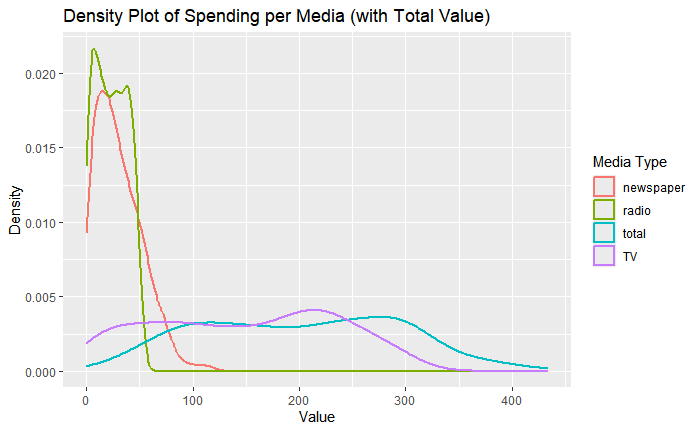 Density Plot of Spending per Media (with Total Value)
Density
0.020
0.015
0.010
0.005
0.000
0
100
200
300
400
Value
Media Type
newspaper
radio
total
TV